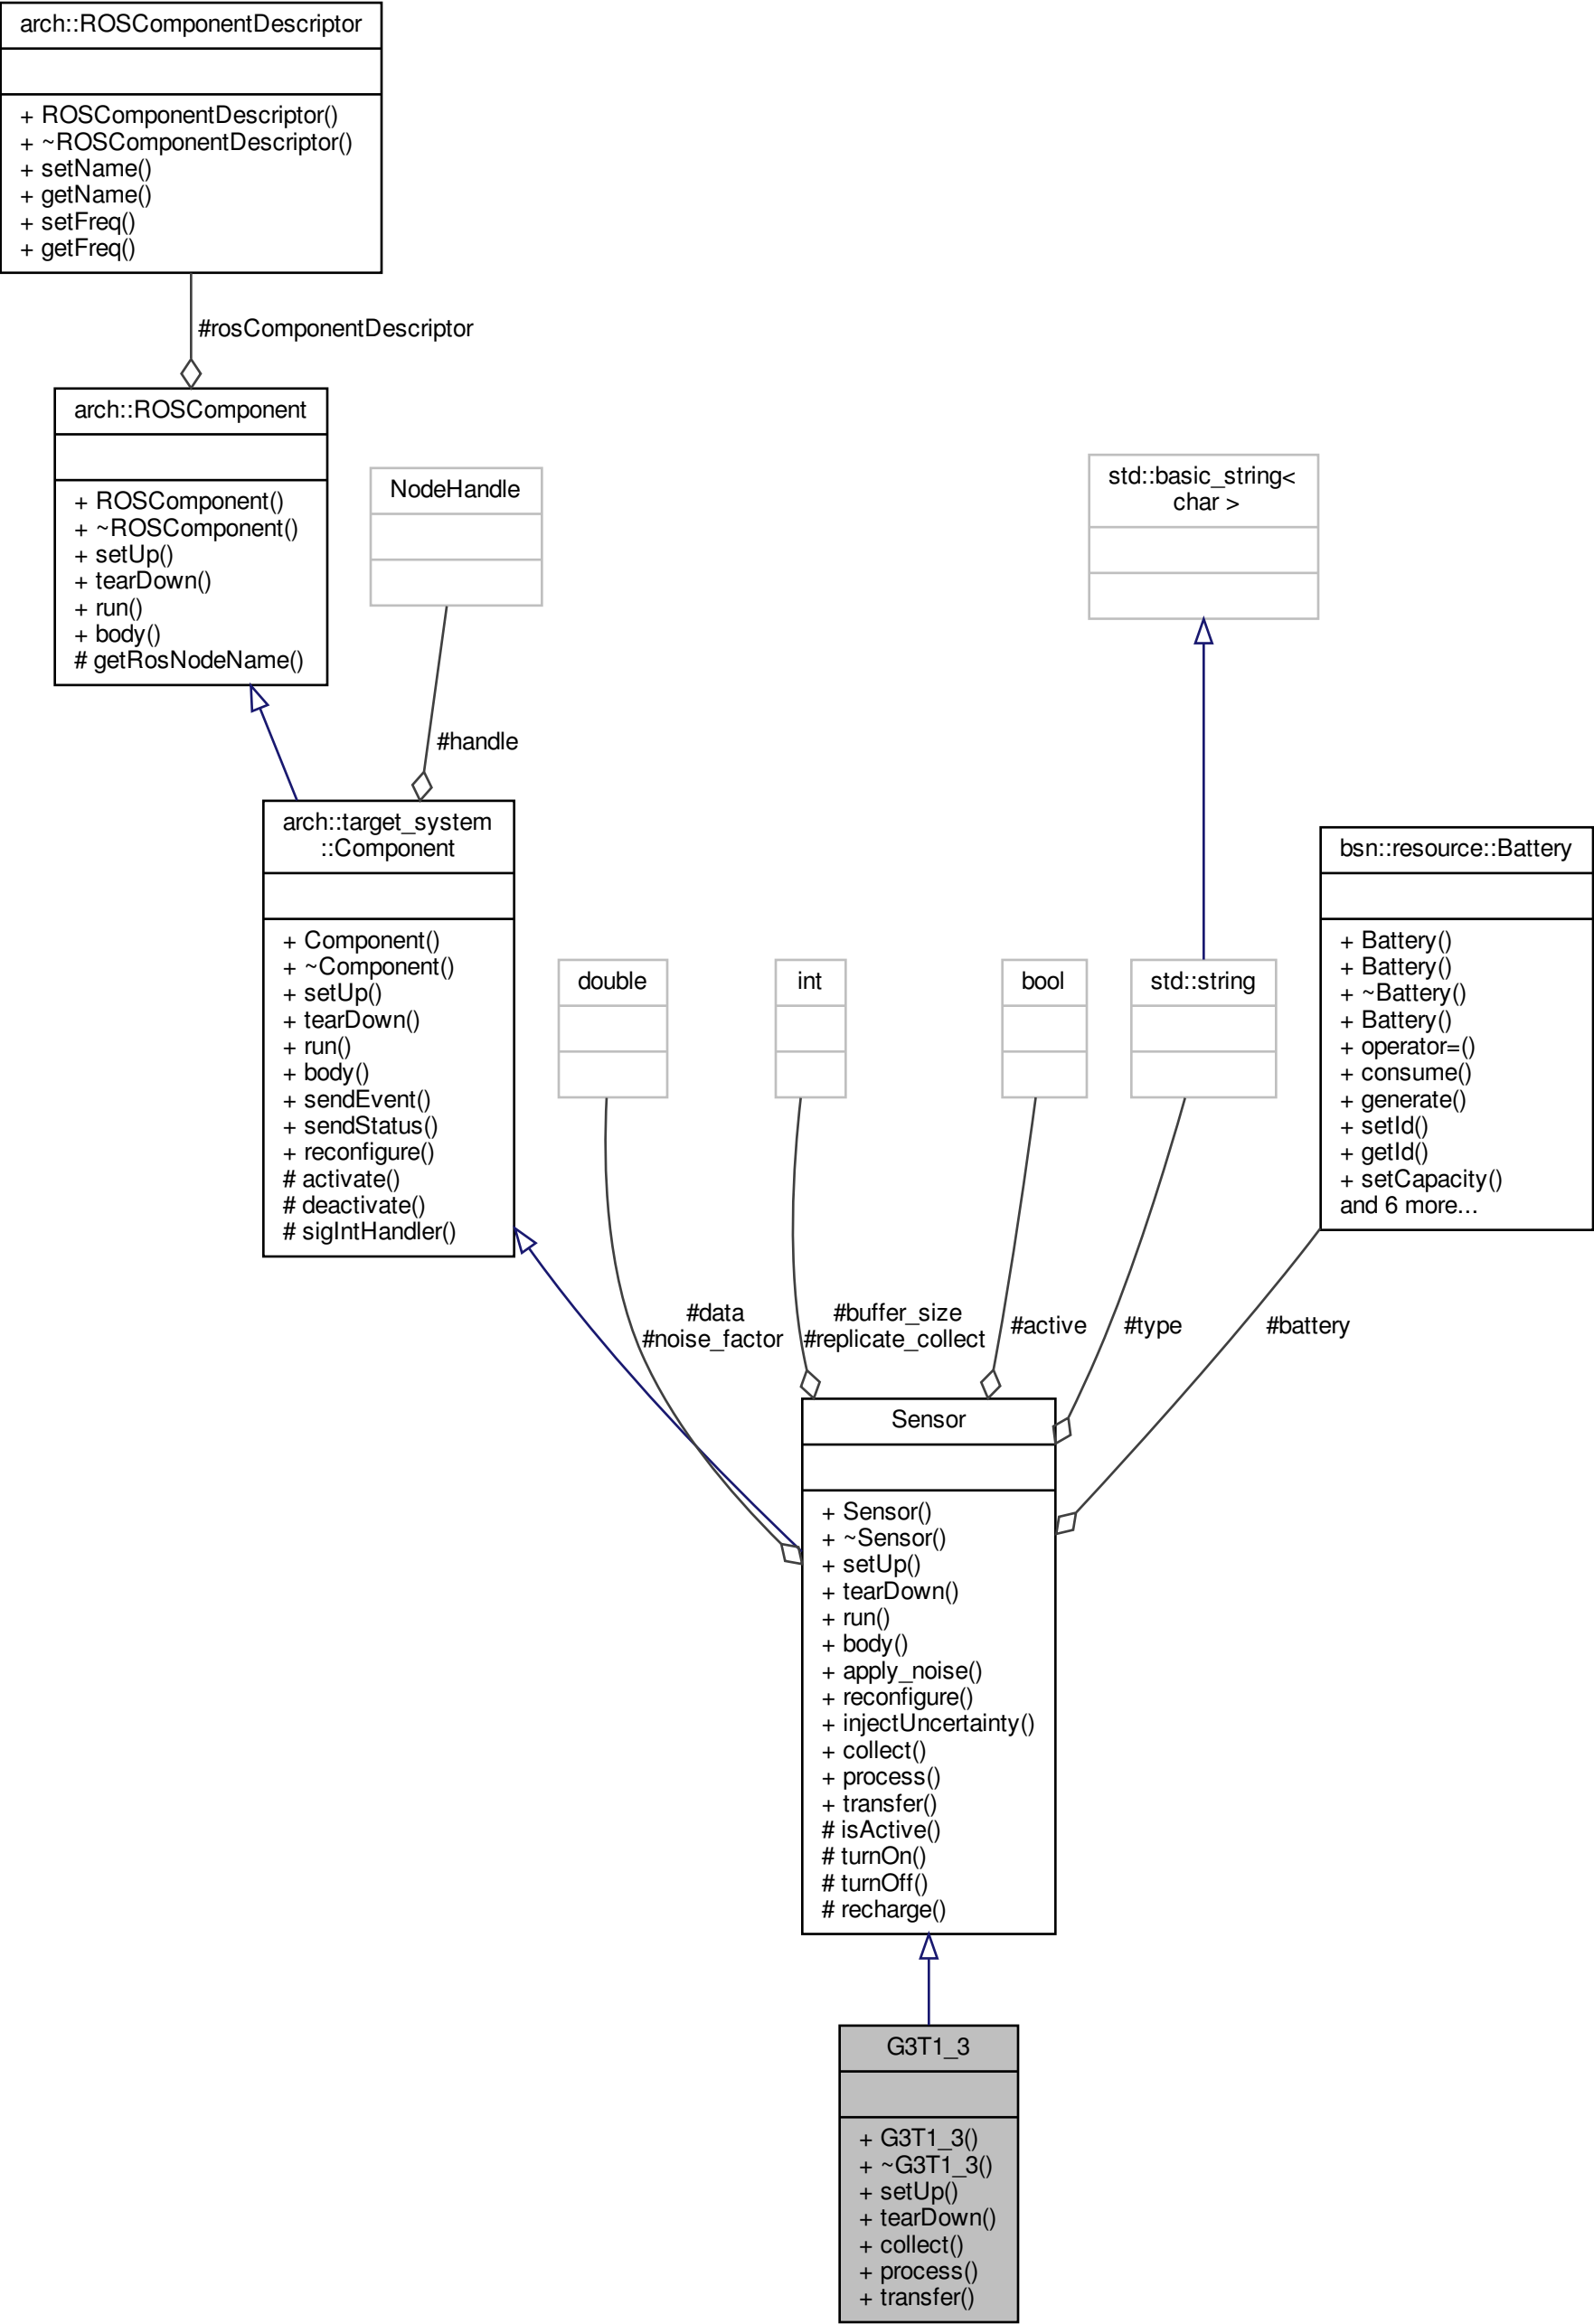 arch::ROSComponentDescriptor
+ ROSComponentDescriptor()
+ ~ROSComponentDescriptor()
+ setName()
+ getName()
+ setFreq()
+ getFreq()
#rosComponentDescriptor
arch::ROSComponent
+ ROSComponent()
+ ~ROSComponent()
+ setUp()
+ tearDown()
+ run()
+ body()
# getRosNodeName()
NodeHandle
#handle
std::basic_string<
char >
arch::target_system
::Component
+ Component()
+ ~Component()
+ setUp()
+ tearDown()
+ run()
+ body()
+ sendEvent()
+ sendStatus()
+ reconfigure()
# activate()
# deactivate()
# sigIntHandler()
double
int
bool
std::string
bsn::resource::Battery
+ Battery()
+ Battery()
+ ~Battery()
+ Battery()
+ operator=()
+ consume()
+ generate()
+ setId()
+ getId()
+ setCapacity()
and 6 more...
#data
#noise_factor
#buffer_size
#replicate_collect
#active
#type
#battery
Sensor
+ Sensor()
+ ~Sensor()
+ setUp()
+ tearDown()
+ run()
+ body()
+ apply_noise()
+ reconfigure()
+ injectUncertainty()
+ collect()
+ process()
+ transfer()
# isActive()
# turnOn()
# turnOff()
# recharge()
G3T1_3
+ G3T1_3()
+ ~G3T1_3()
+ setUp()
+ tearDown()
+ collect()
+ process()
+ transfer()